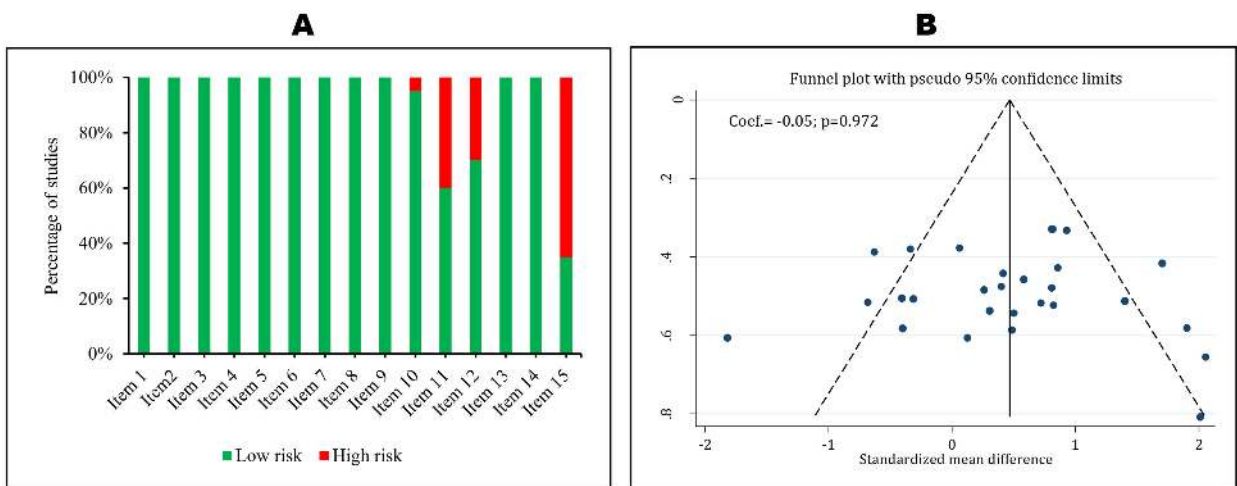 A
B
100%
80%
60%
40%
20%
0%
Percentage of studies
Item 1
Item2
Item 3
Item 4
Item 5
Item 6
Item 7
Item 8
Item 9
Item 10
Item 11
Item 12
Item 13
Item 14
Item 15
Low risk
High risk
Funnel plot with pseudo 95% confidence limits
Coef.= -0.05; p=0.972
0
.2
.4
.6
.8
-2
-1
0
1
2
Standardized mean difference